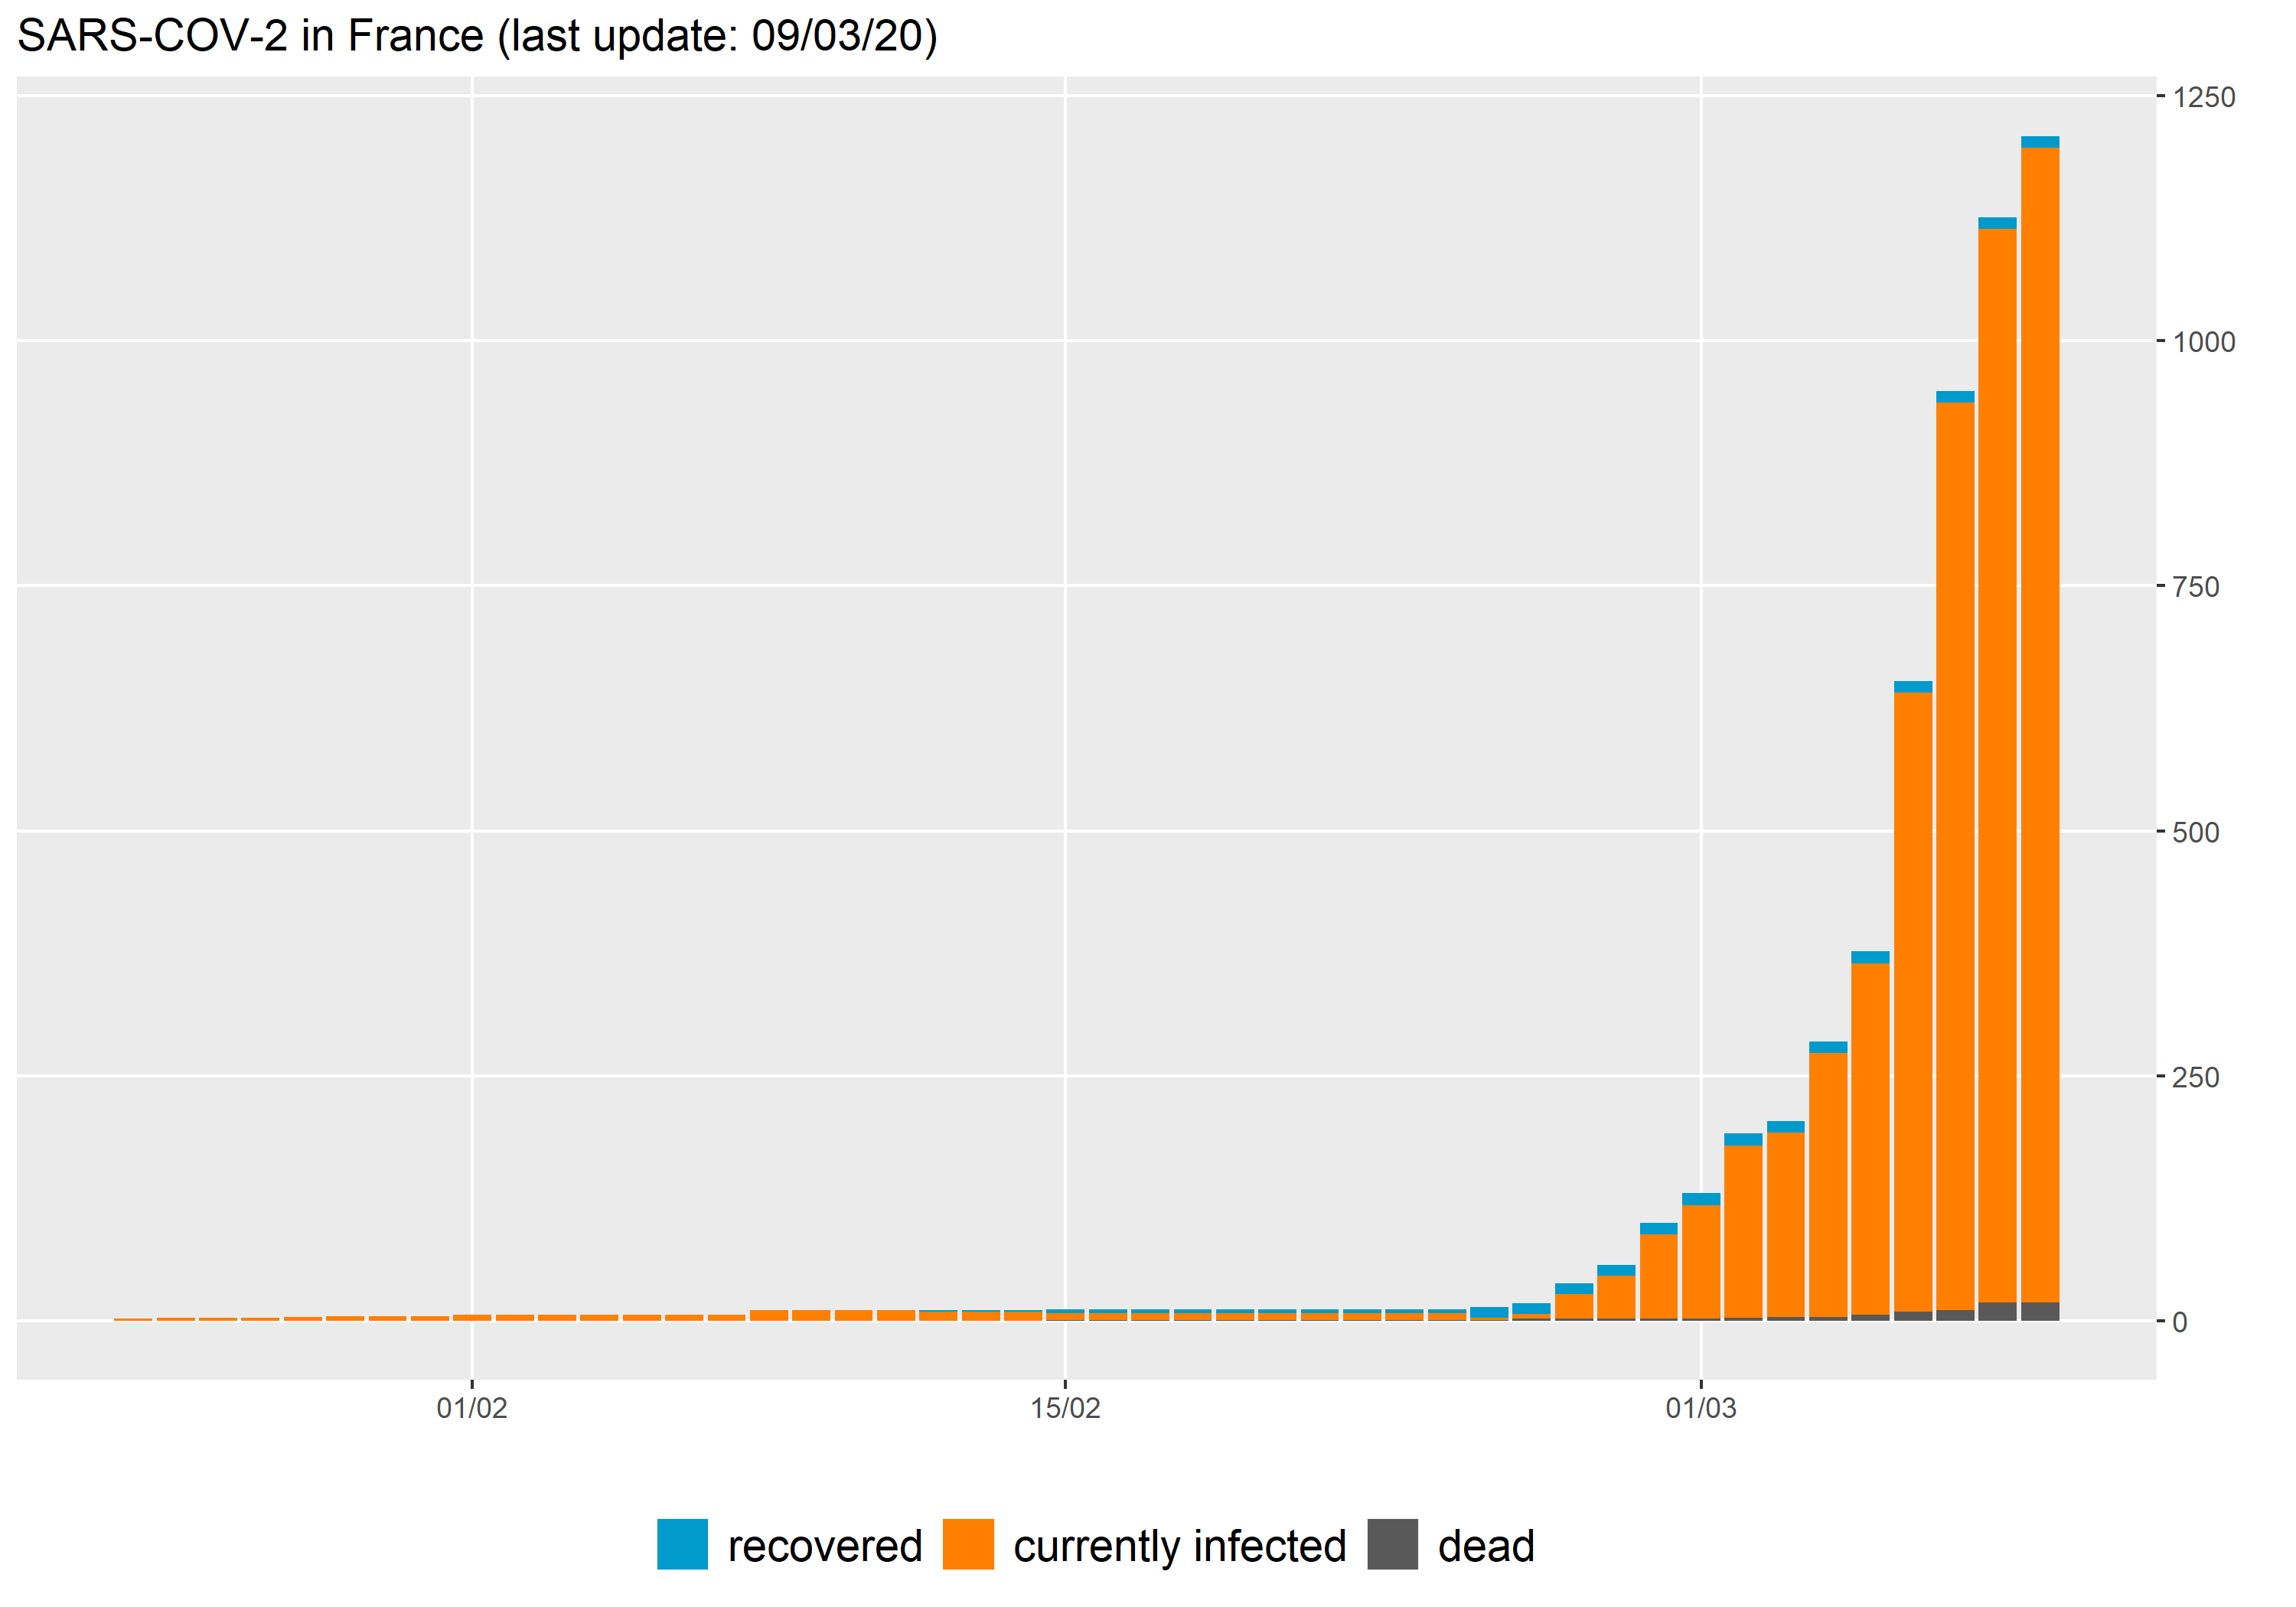 SARS-COV-2 in France (last update: 09/03/20)
1250
1000
750
500
250
0
01/02 15/02 01/03
recovered currently infected dead